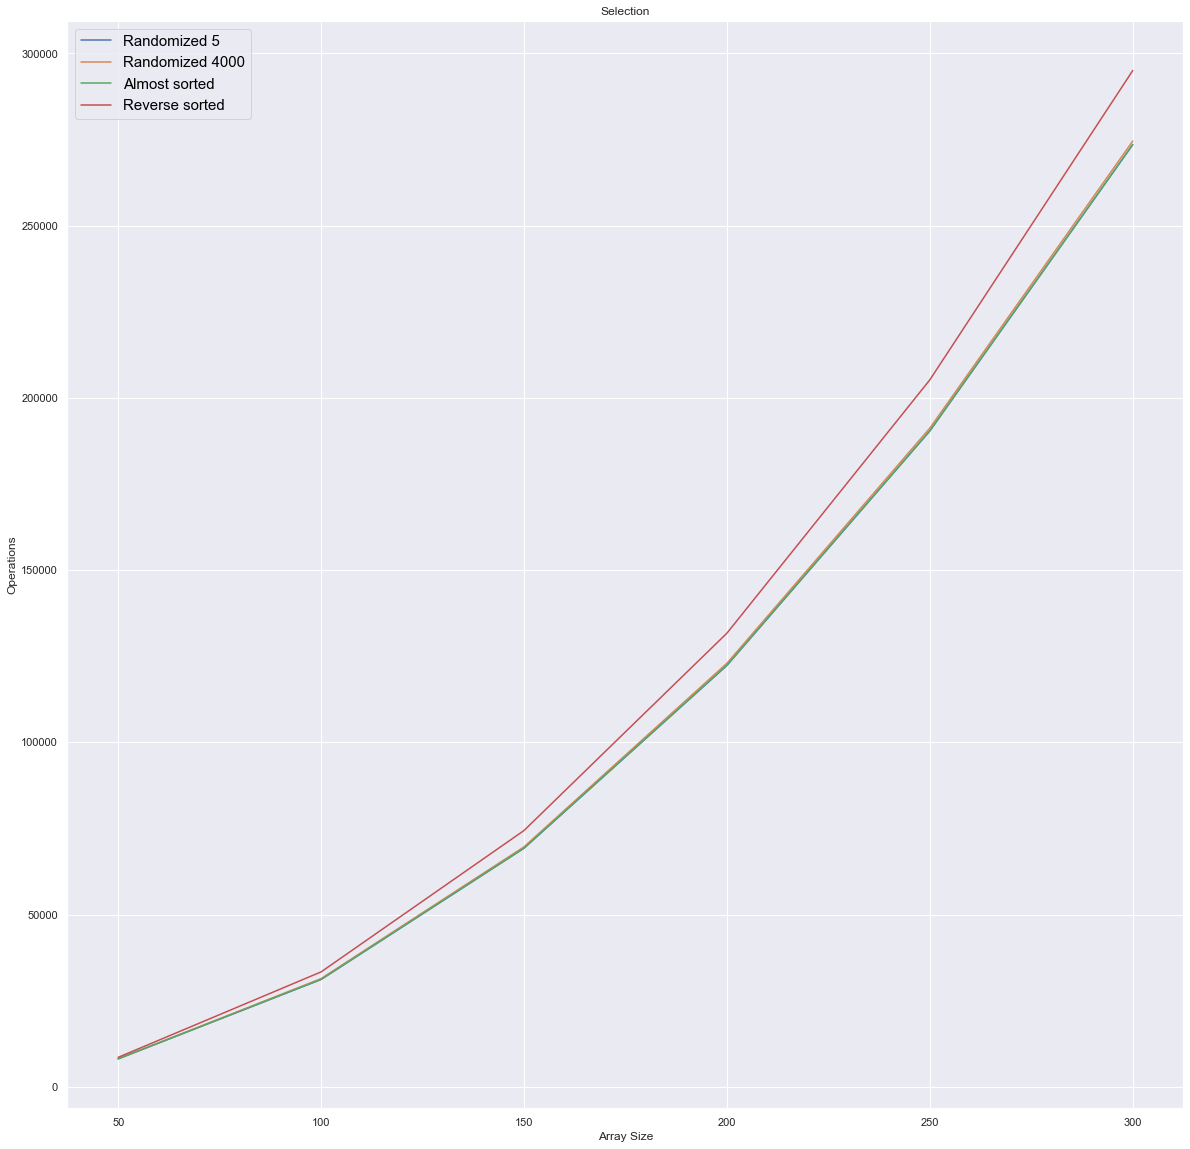 Selection
Randomized 5
Randomized 4000
Almost sorted
Reverse sorted
300000
250000
200000
150000
100000
50000
0
Operations
50 100 150 200 250 300
Array Size